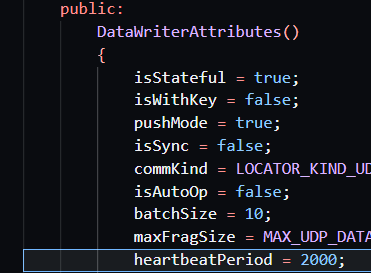 public:
DataWriterAttributes()
{
isStateful = true;
isWithKey = false;
pushMode = true;
isSync = false;
commKind = LOCATOR_KIND_UD
isAutoOp = false;
batchSize = 10;
maxFragSize = MAX_UDP_DATA
heartbeatPeriod = 2000;